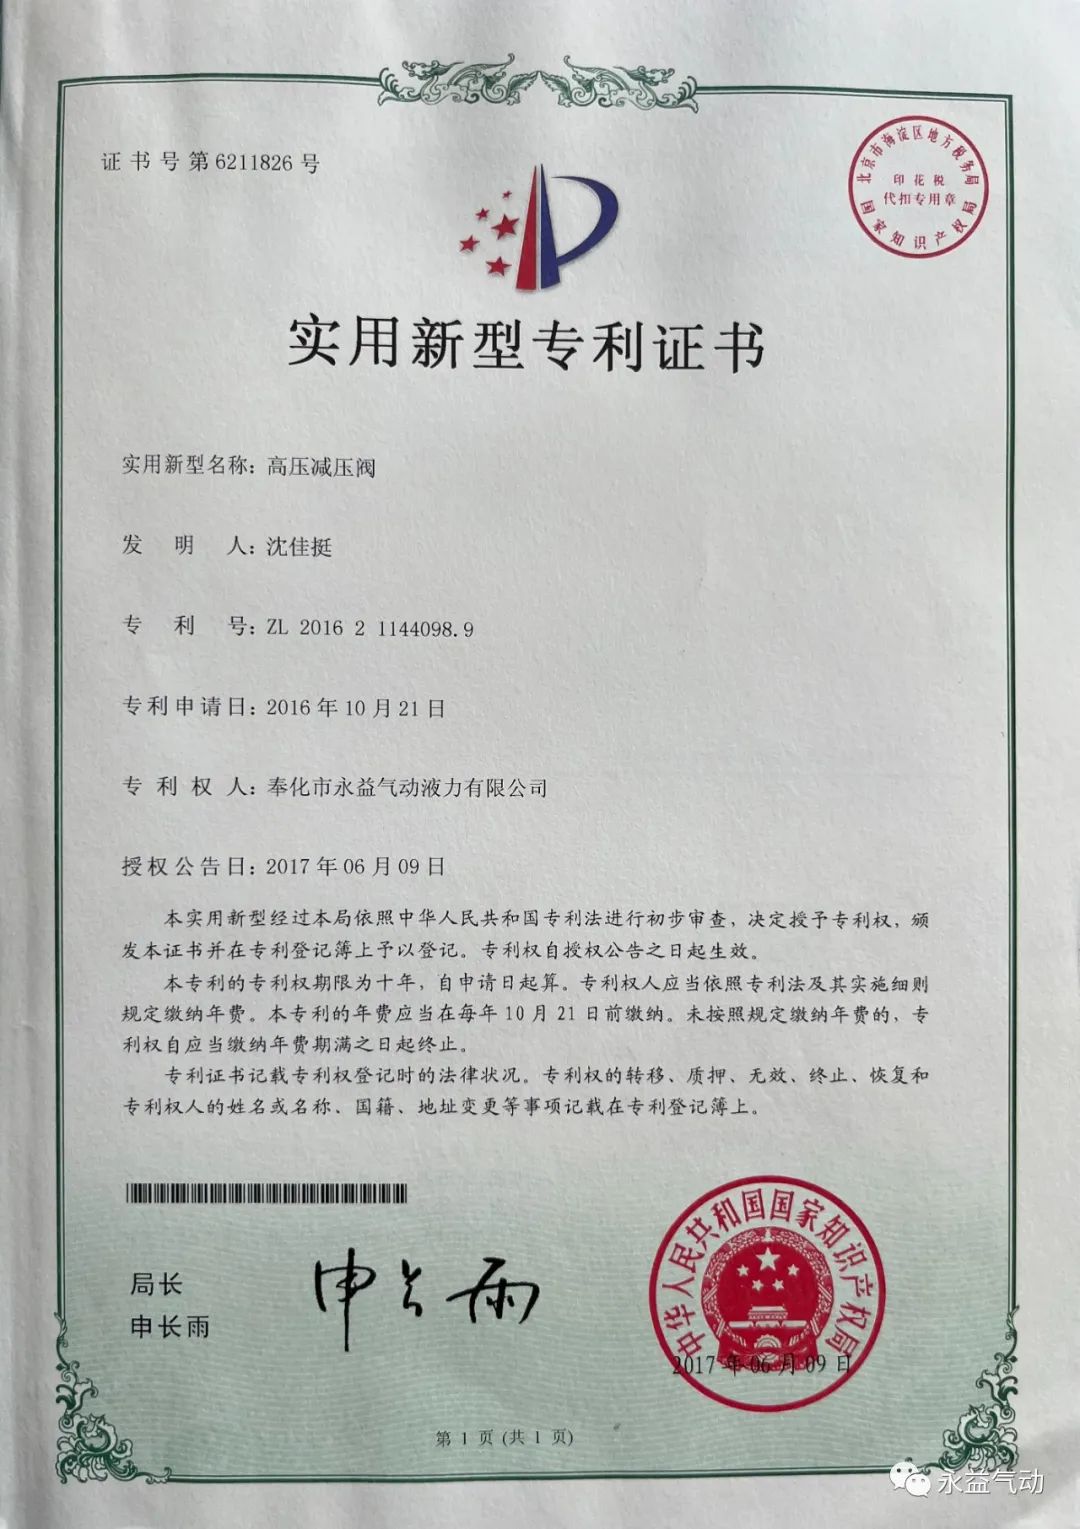 证书号第6211826号
北京市海淀区地方税务局
印花税
代扣专用章
国家知识产权局
实用新型专利证书
实用新型名称：高压减压阀
发明人：沈佳挺
专利号：ZL 2016 2 1144098.9
专利申请日：2016年10月21日
专利权人：奉化市永益气动液力有限公司
授权公告日：2017年06月09日
本实用新型经过本局依照中华人民共和国专利法进行初步审查，决定授予专利权，颁
发本证书并在专利登记簿上予以登记。专利权自授权公告之日起生效。
本专利的专利权期限为十年，自申请日起算。专利权人应当依照专利法及其实施细则
规定缴纳年费。本专利的年费应当在每年10月21日前缴纳。未按照规定缴纳年费的，专
利权自应当缴纳年费期满之日起终止。
专利证书记载专利权登记时的法律状况。专利权的转移、质押、无效、终止、恢复和
专利权人的姓名或名称、国籍、地址变更等事项记载在专利登记簿上。
局长
申长雨
申长雨
中华人民共和国国家知识产权局
2017年06月09日
第1页(共1页)
永益气动